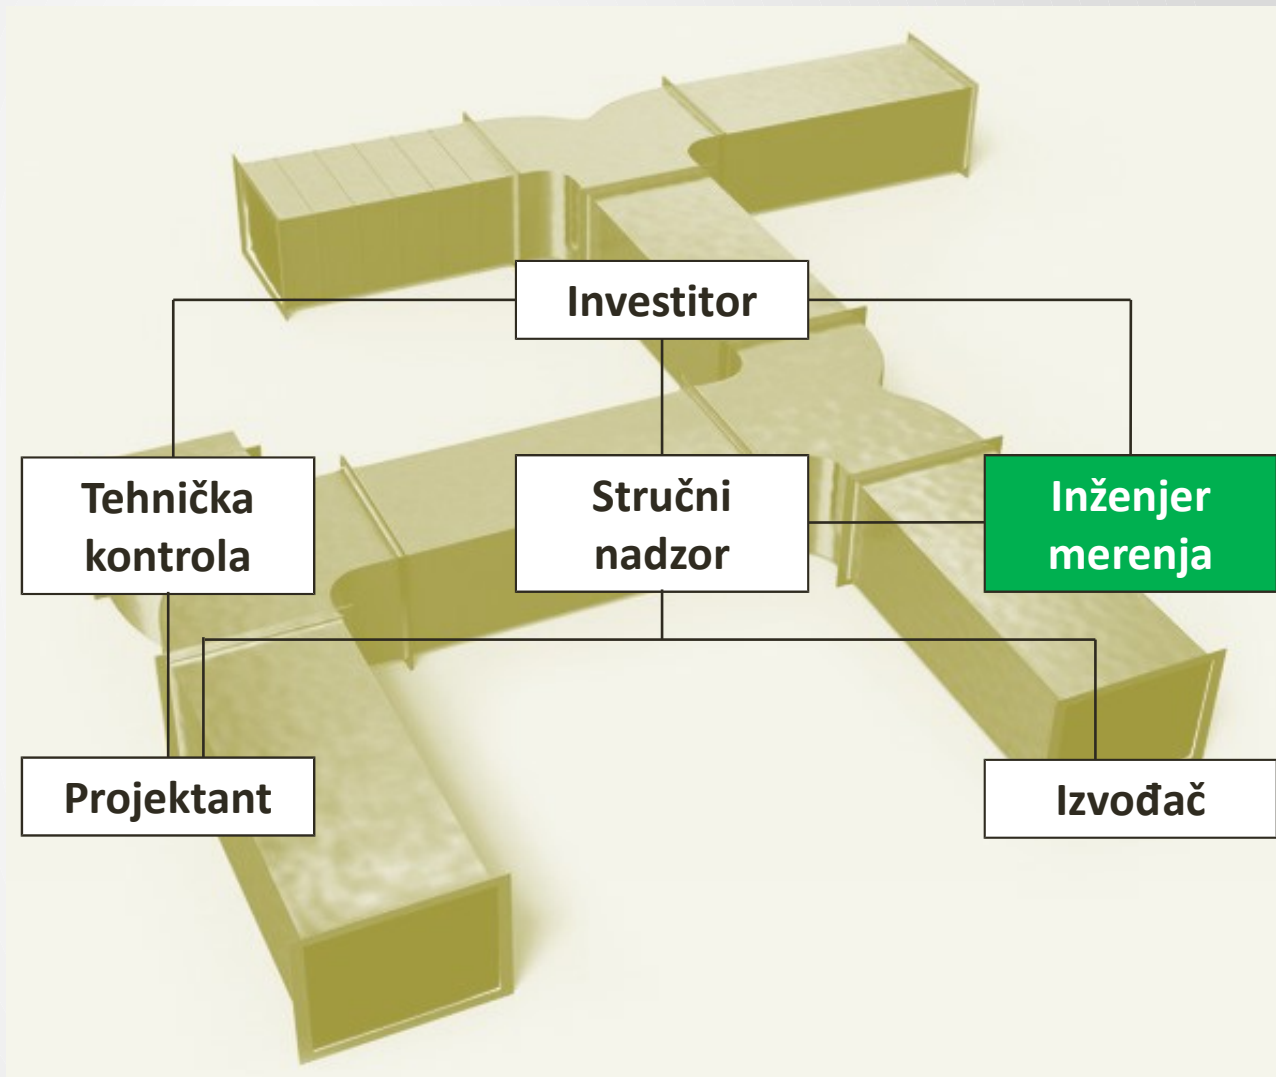 Investitor
Tehnička
kontrola
Stručni
nadzor
Inženjer
merenja
Projektant
Izvođač